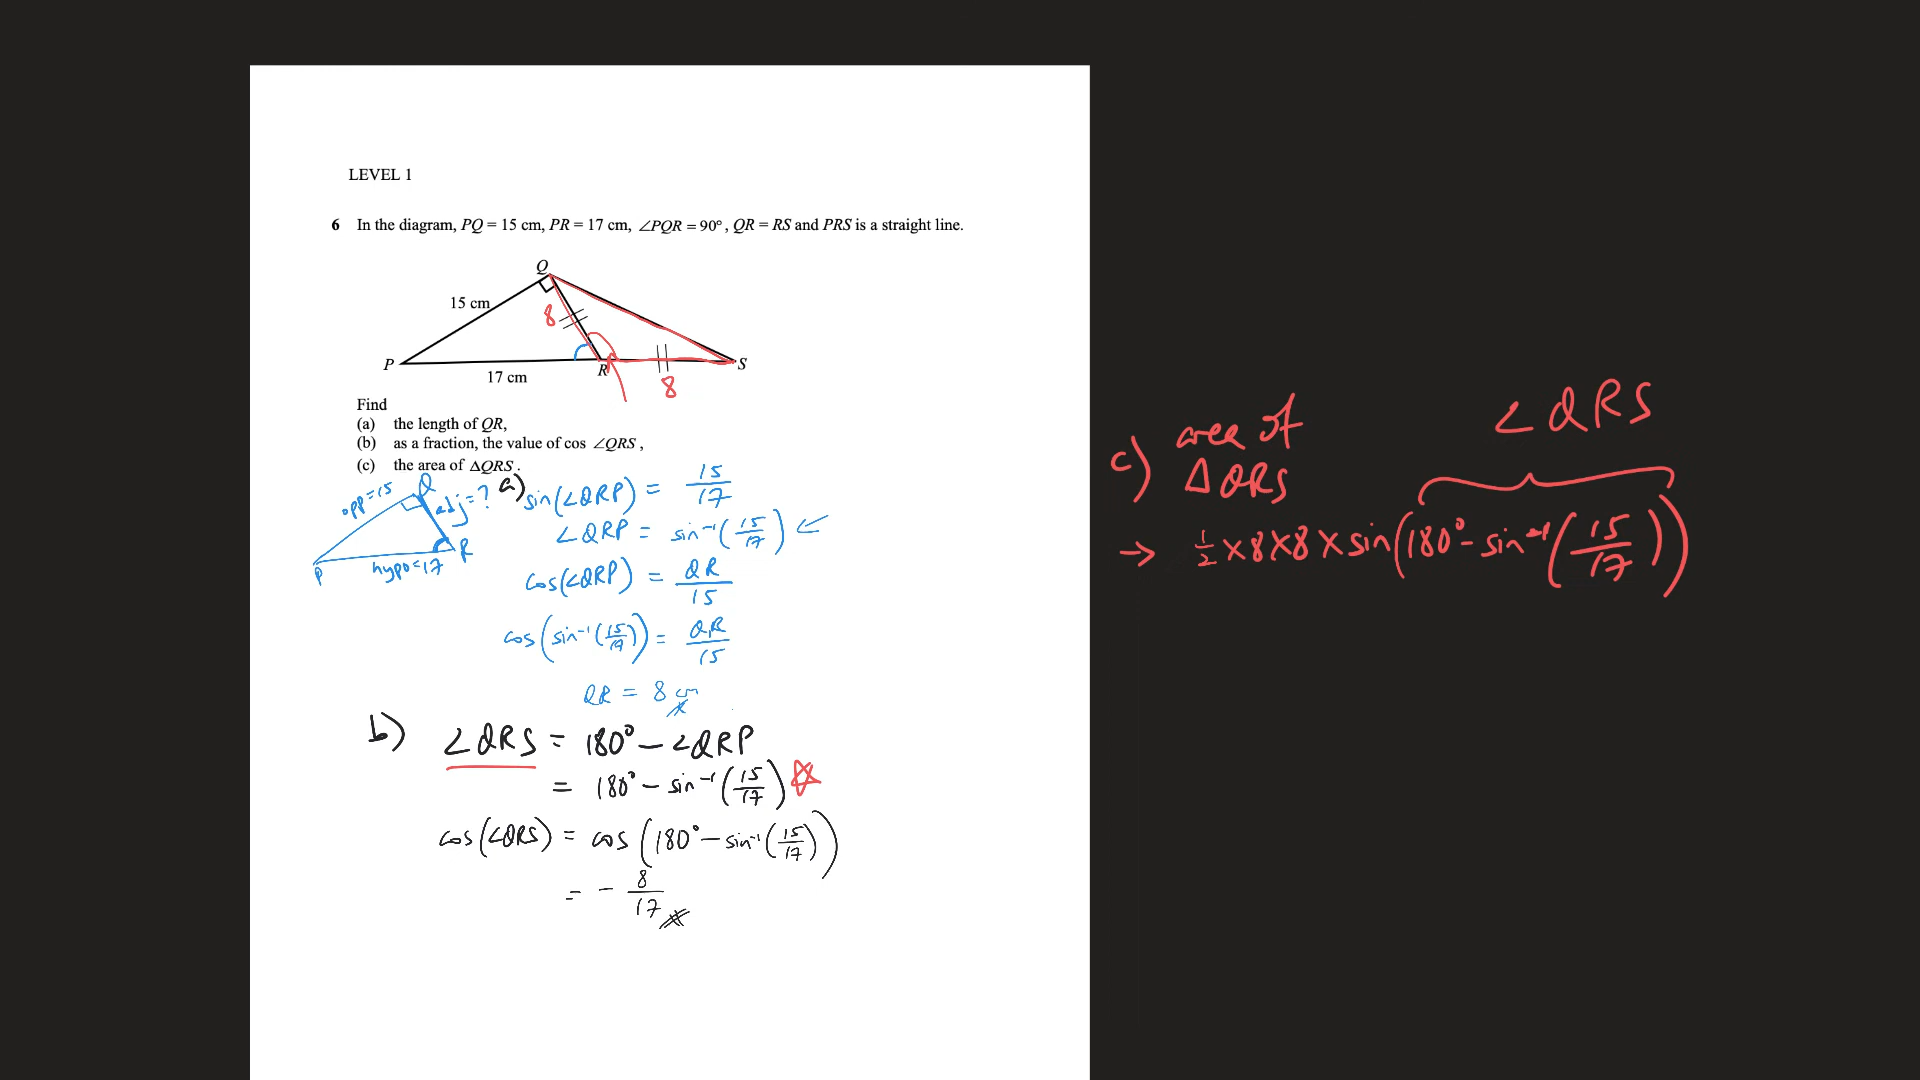 LEVEL 1
6 In the diagram, PQ = 15 cm, PR = 17 cm, ∠PQR = 90°, QR = RS and PRS is a straight line.
Q
15 cm
8
P
R
S
17 cm
8
Find
(a) the length of QR,
(b) as a fraction, the value of cos ∠QRS,
(c) the area of ΔQRS.
opp=15
Q
adj=?
R
P
hypo=17
a) sin(∠QRP) = 15/17
∠QRP = sin⁻¹(15/17) ←
cos(∠QRP) = QR/15
cos(sin⁻¹(15/17)) = QR/15
QR = 8 cm
b) ∠QRS = 180° − ∠QRP
= 180° − sin⁻¹(15/17)
cos(∠QRS) = cos(180° − sin⁻¹(15/17))
= − 8/17
c) area of
ΔQRS
∠QRS
→ 1/2 × 8 × 8 × sin(180° − sin⁻¹(15/17))